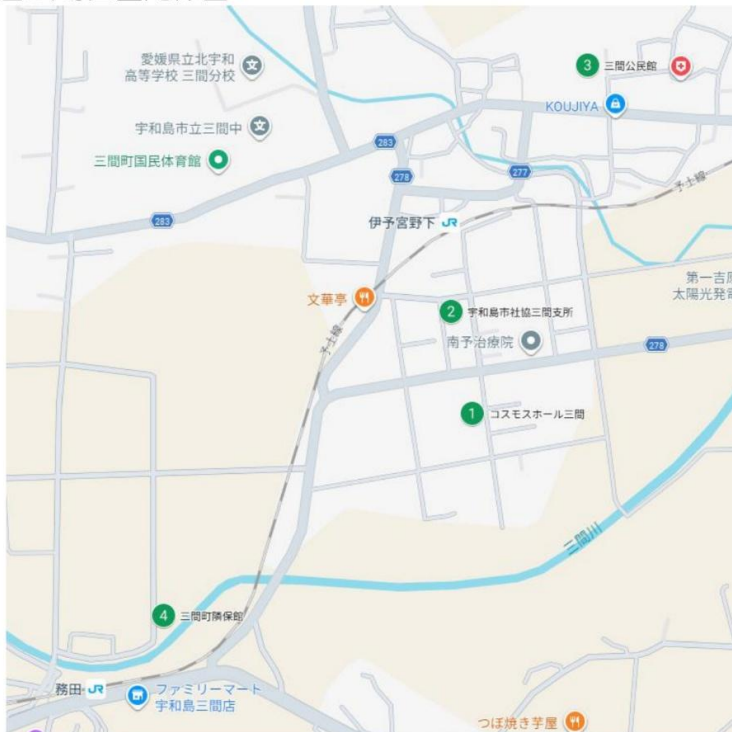 愛媛県立北宇和
高等学校 三間分校
3 三間公民館
KOUJIYA
宇和島市立三間中
283
三間町国民体育館
278
277
予土線
283
伊予宮野下 JR
文華亭
第一吉
太陽光発
2 宇和島市社協三間支所
南予治療院
278
予土線
1 コスモスホール三間
三間川
4 三間町隣保館
務田 JR
ファミリーマート
宇和島三間店
つぼ焼き芋屋